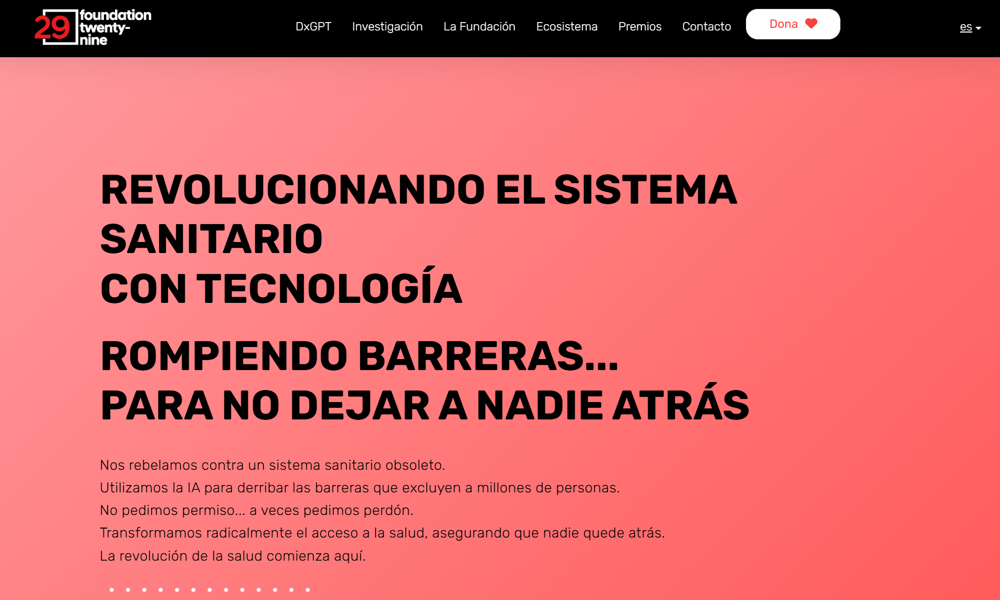 29 foundation
twenty-
nine
DxGPT Investigación La Fundación Ecosistema Premios Contacto Dona es
REVOLUCIONANDO EL SISTEMA
SANITARIO
CON TECNOLOGÍA
ROMPIENDO BARRERAS...
PARA NO DEJAR A NADIE ATRÁS
Nos rebelamos contra un sistema sanitario obsoleto.
Utilizamos la IA para derribar las barreras que excluyen a millones de personas.
No pedimos permiso... a veces pedimos perdón.
Transformamos radicalmente el acceso a la salud, asegurando que nadie quede atrás.
La revolución de la salud comienza aquí.